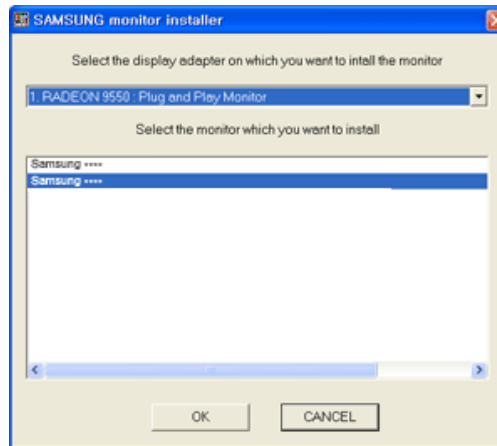 SAMSUNG monitor installer
Select the display adapter on which you want to intall the monitor
1. RADEON 9550 : Plug and Play Monitor
Select the monitor which you want to install
Samsung ----
Samsung ----
OK
CANCEL